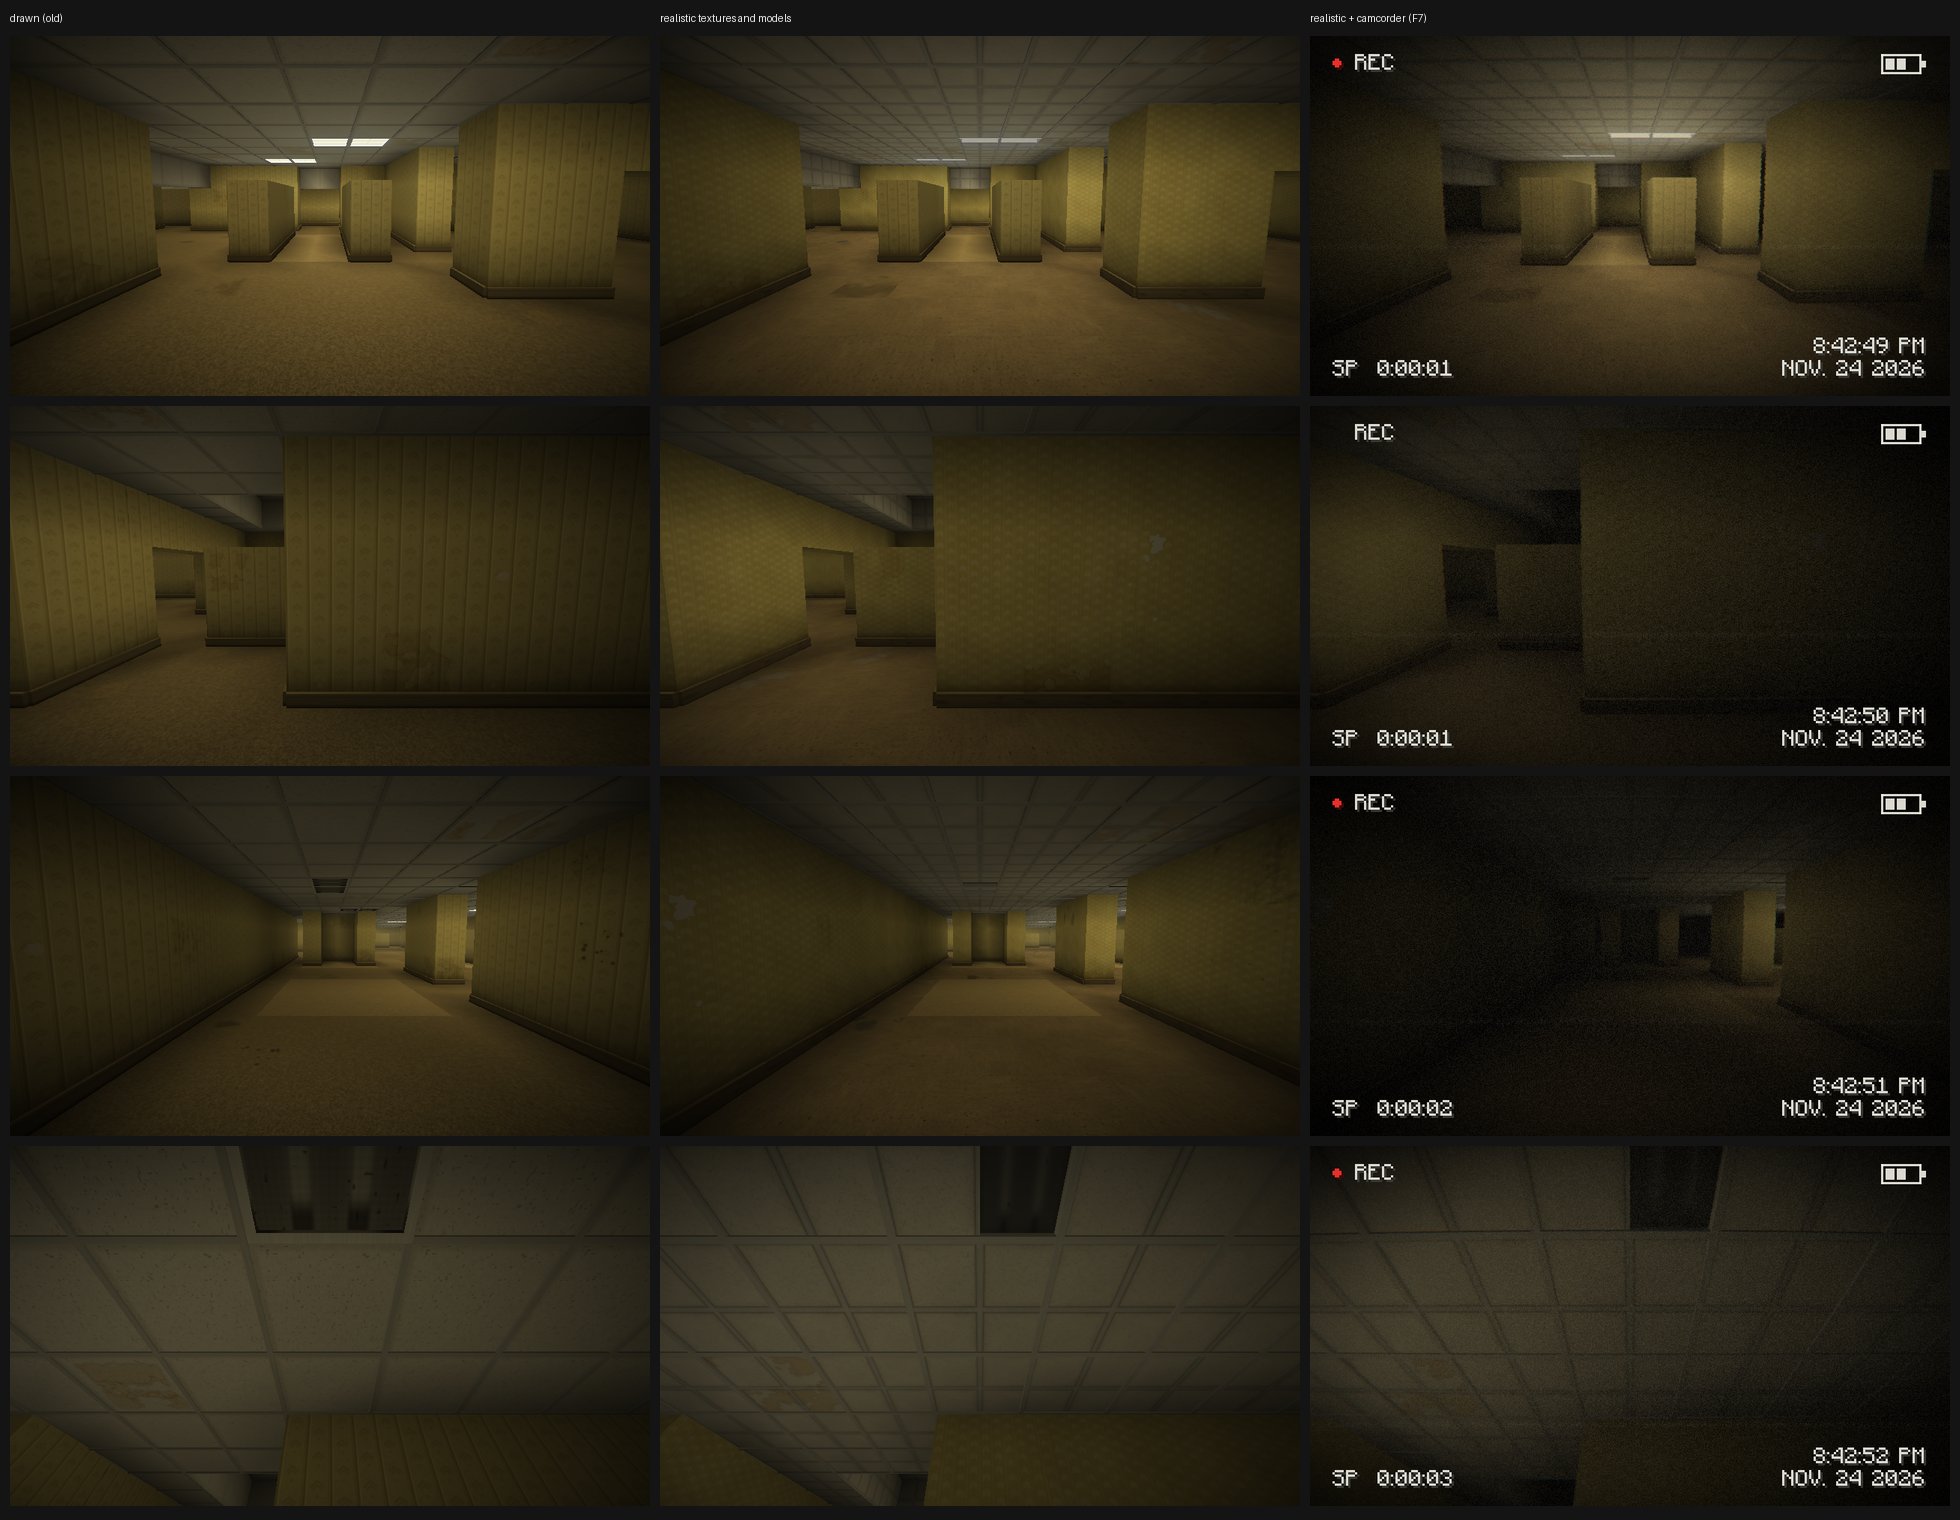 drawn (old)
realistic textures and models
realistic + camcorder (F7)
REC
8:42:49 PM
SP 0:00:01
NOV. 24 2026
REC
8:42:50 PM
SP 0:00:01
NOV. 24 2026
REC
8:42:51 PM
SP 0:00:02
NOV. 24 2026
REC
8:42:52 PM
SP 0:00:03
NOV. 24 2026